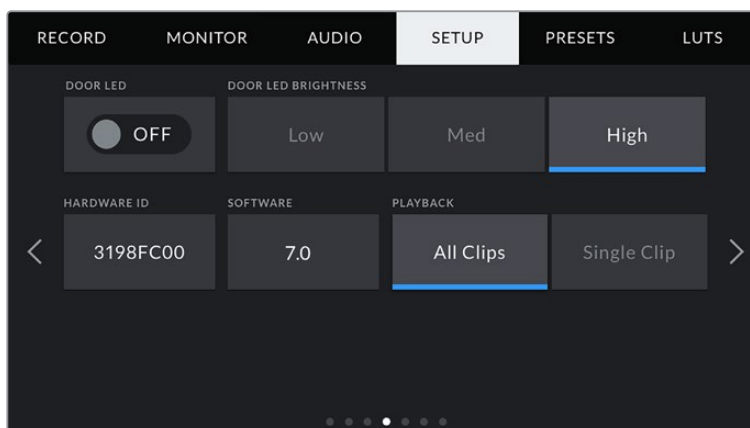 RECORD MONITOR AUDIO SETUP PRESETS LUTS
DOOR LED DOOR LED BRIGHTNESS
OFF Low Med High
HARDWARE ID SOFTWARE PLAYBACK
3198FC00 7.0 All Clips Single Clip